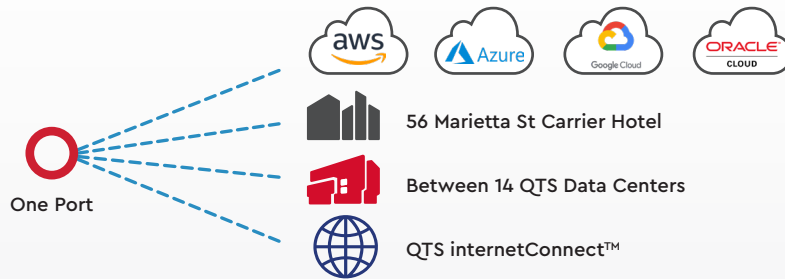 aws
Azure
Google Cloud
ORACLE®
CLOUD
56 Marietta St Carrier Hotel
Between 14 QTS Data Centers
One Port
QTS internetConnect™